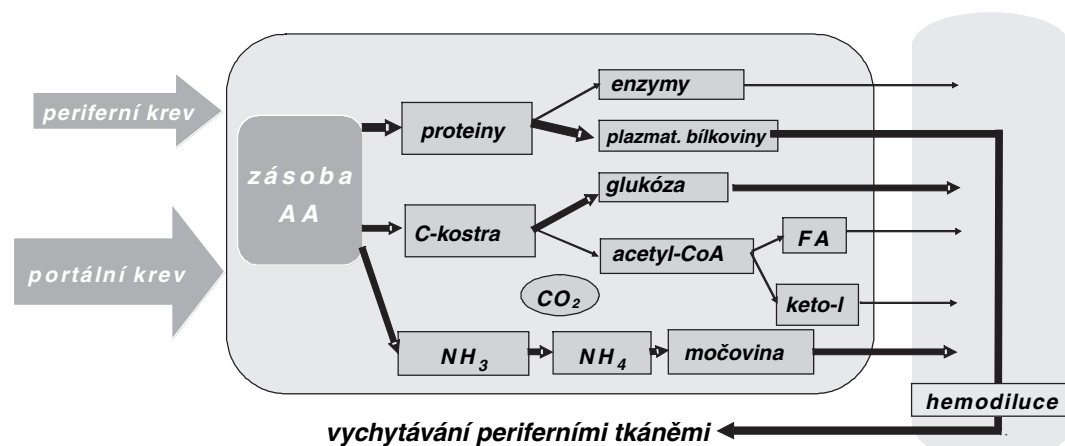 periferní krev
portální krev
zásoba
AA
proteiny
enzymy
plazmat. bílkoviny
C-kostra
glukóza
acetyl-CoA
FA
keto-l
CO₂
NH₃
NH₄
močovina
hemodiluce
vychytávání periferními tkáněmi